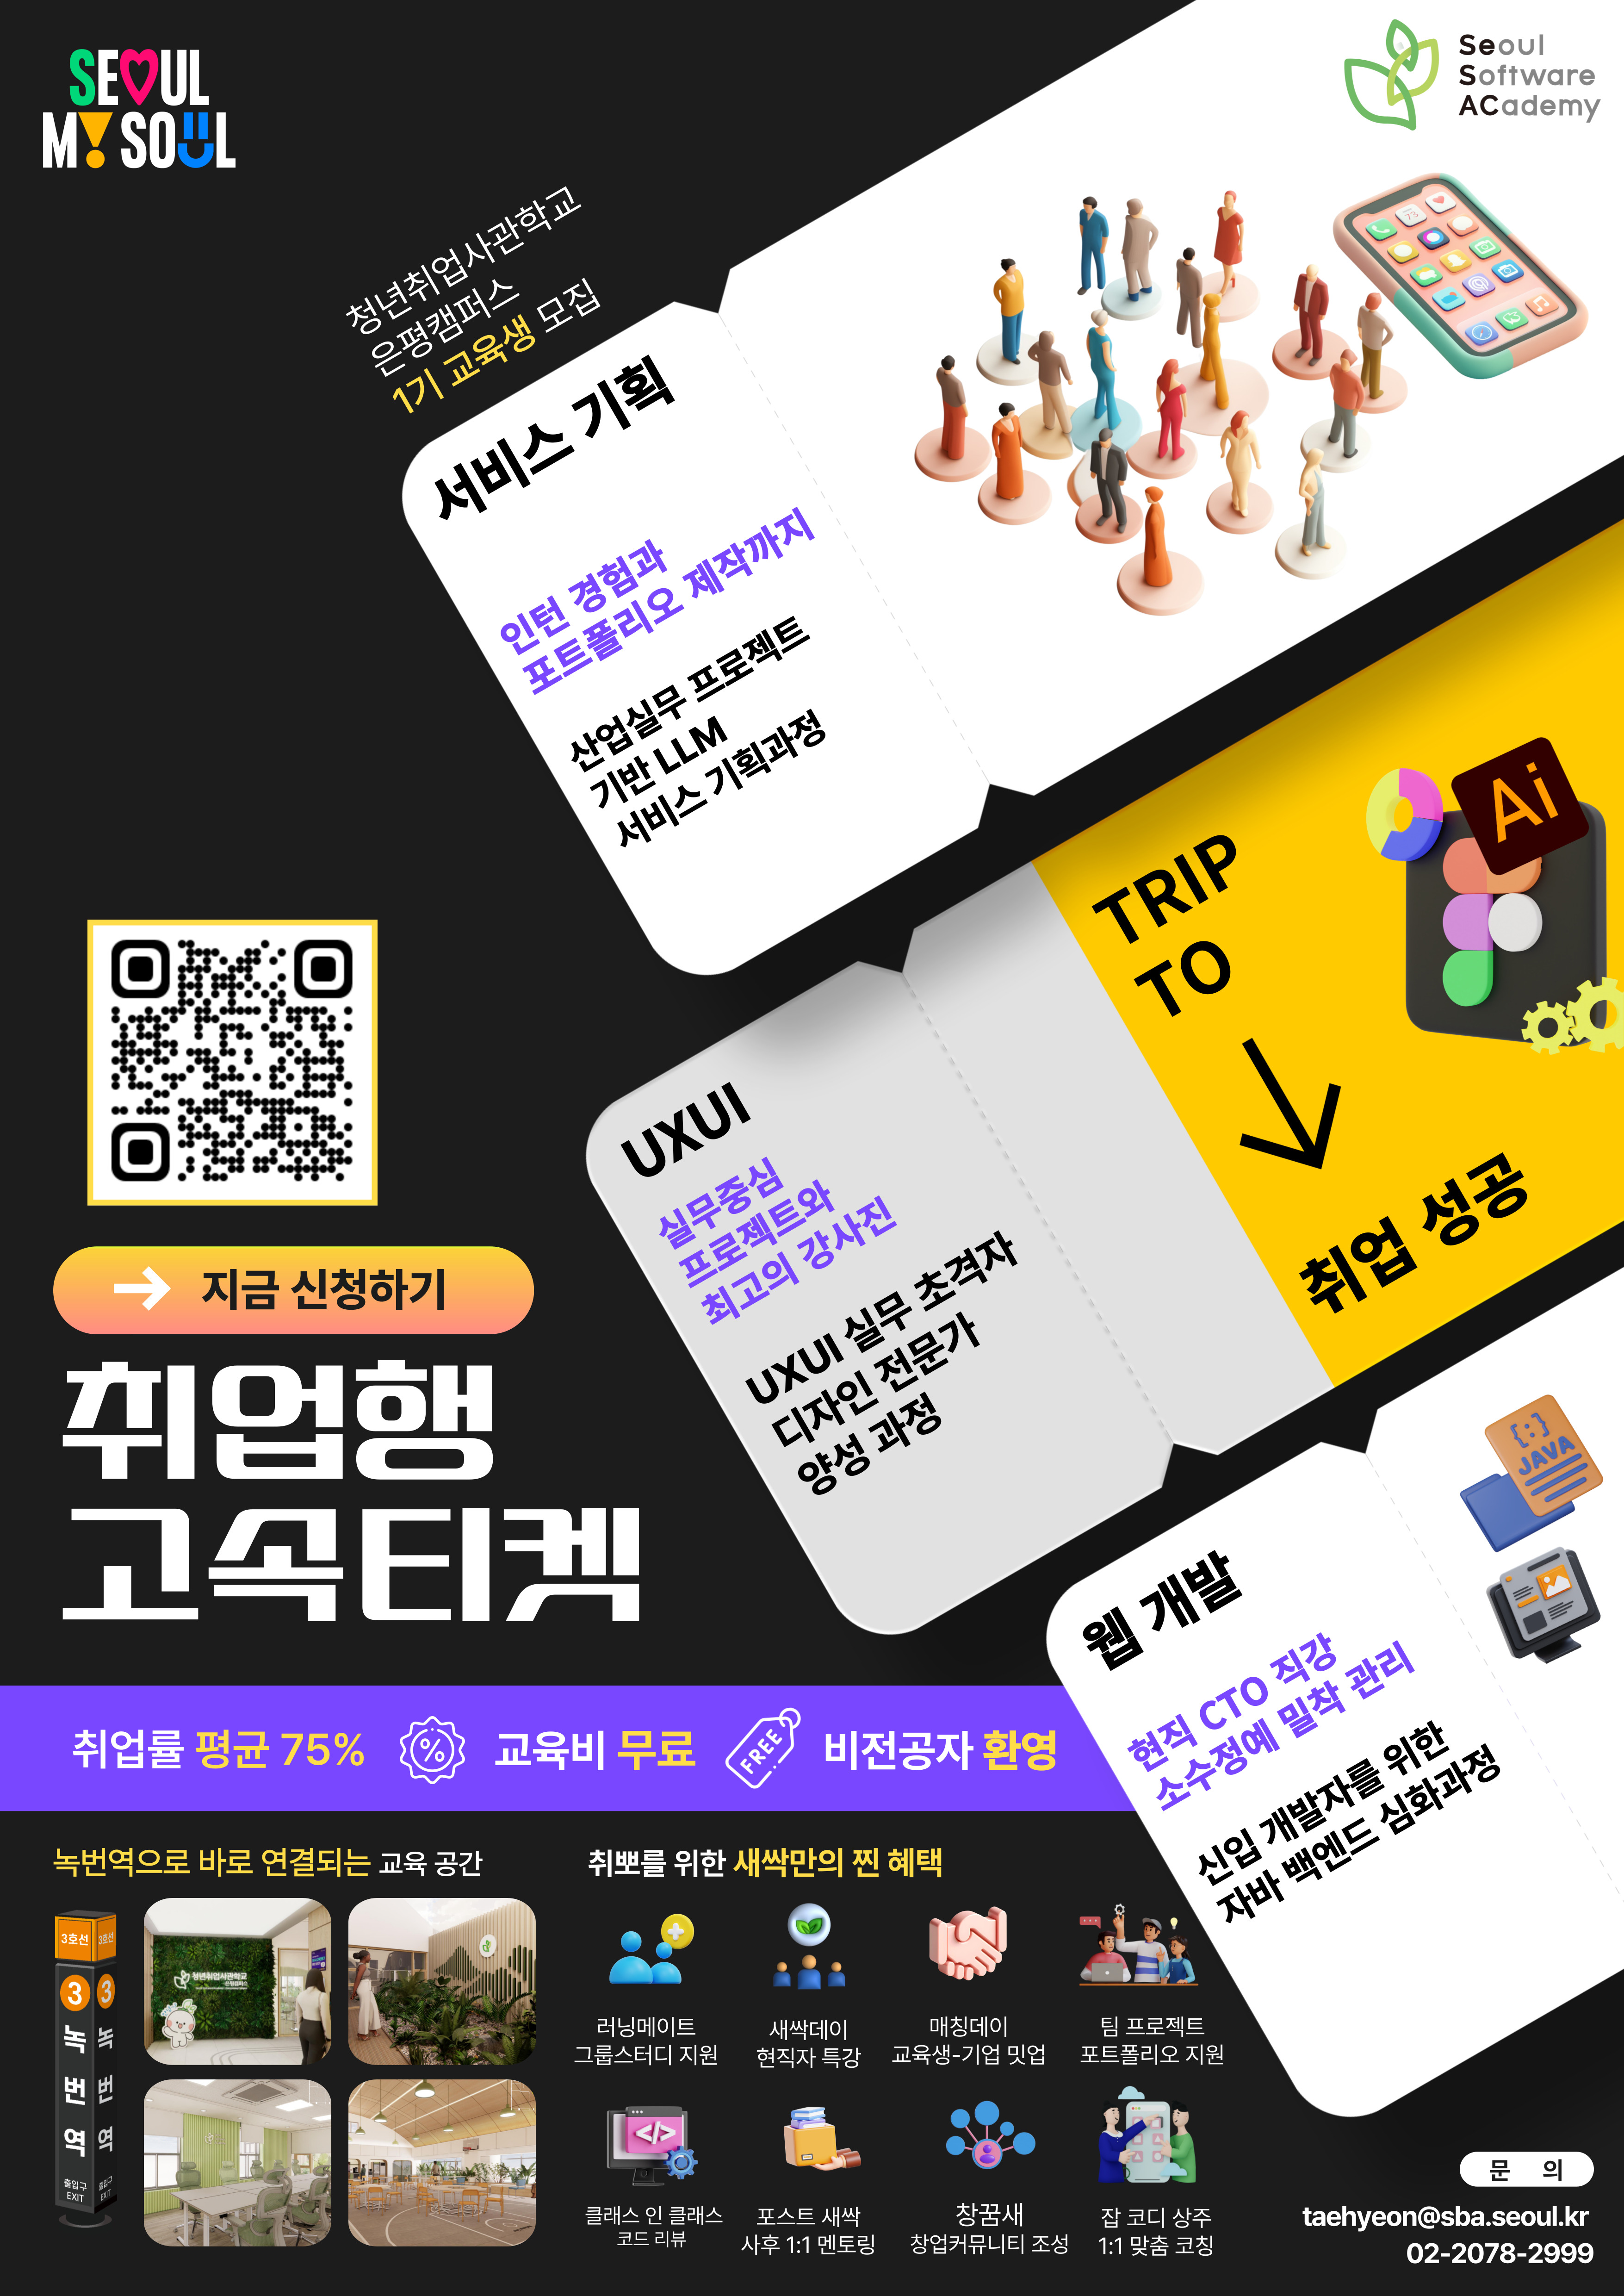 SEOUL
MY SOUL
Seoul
Software
ACademy
청년취업사관학교
은평캠퍼스
1기 교육생 모집
서비스 기획
인턴 경험과
포트폴리오 제작까지
산업실무 프로젝트
기반 LLM
서비스 기획과정
73
UXUI
실무중심
프로젝트와
최고의 강사진
UXUI 실무 초격자
디자인 전문가
양성 과정
TRIP
TO
취업 성공
Ai
웹 개발
현직 CTO 직강
소수정예 밀착 관리
신입 개발자를 위한
자바 백엔드 심화과정
{:}
JAVA
지금 신청하기
취업행
고속티켓
취업률 평균 75% % 교육비 무료 FREE 비전공자 환영
녹번역으로 바로 연결되는 교육 공간
3호선 3호선
3 3
녹 녹
번 번
역 역
출입구 출입구
EXIT EXIT
청년취업사관학교
은평캠퍼스
취뽀를 위한 새싹만의 찐 혜택
러닝메이트
그룹스터디 지원
새싹데이
현직자 특강
매칭데이
교육생-기업 밋업
팀 프로젝트
포트폴리오 지원
</>
클래스 인 클래스
코드 리뷰
포스트 새싹
사후 1:1 멘토링
창꿈새
창업커뮤니티 조성
잡 코디 상주
1:1 맞춤 코칭
문 의
taehyeon@sba.seoul.kr
02-2078-2999